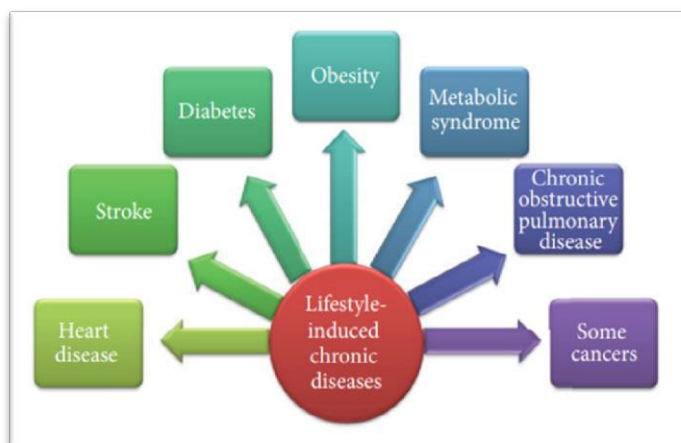 Obesity
Diabetes
Metabolic
syndrome
Stroke
Chronic
obstructive
pulmonary
disease
Heart
disease
Lifestyle-
induced
chronic
diseases
Some
cancers